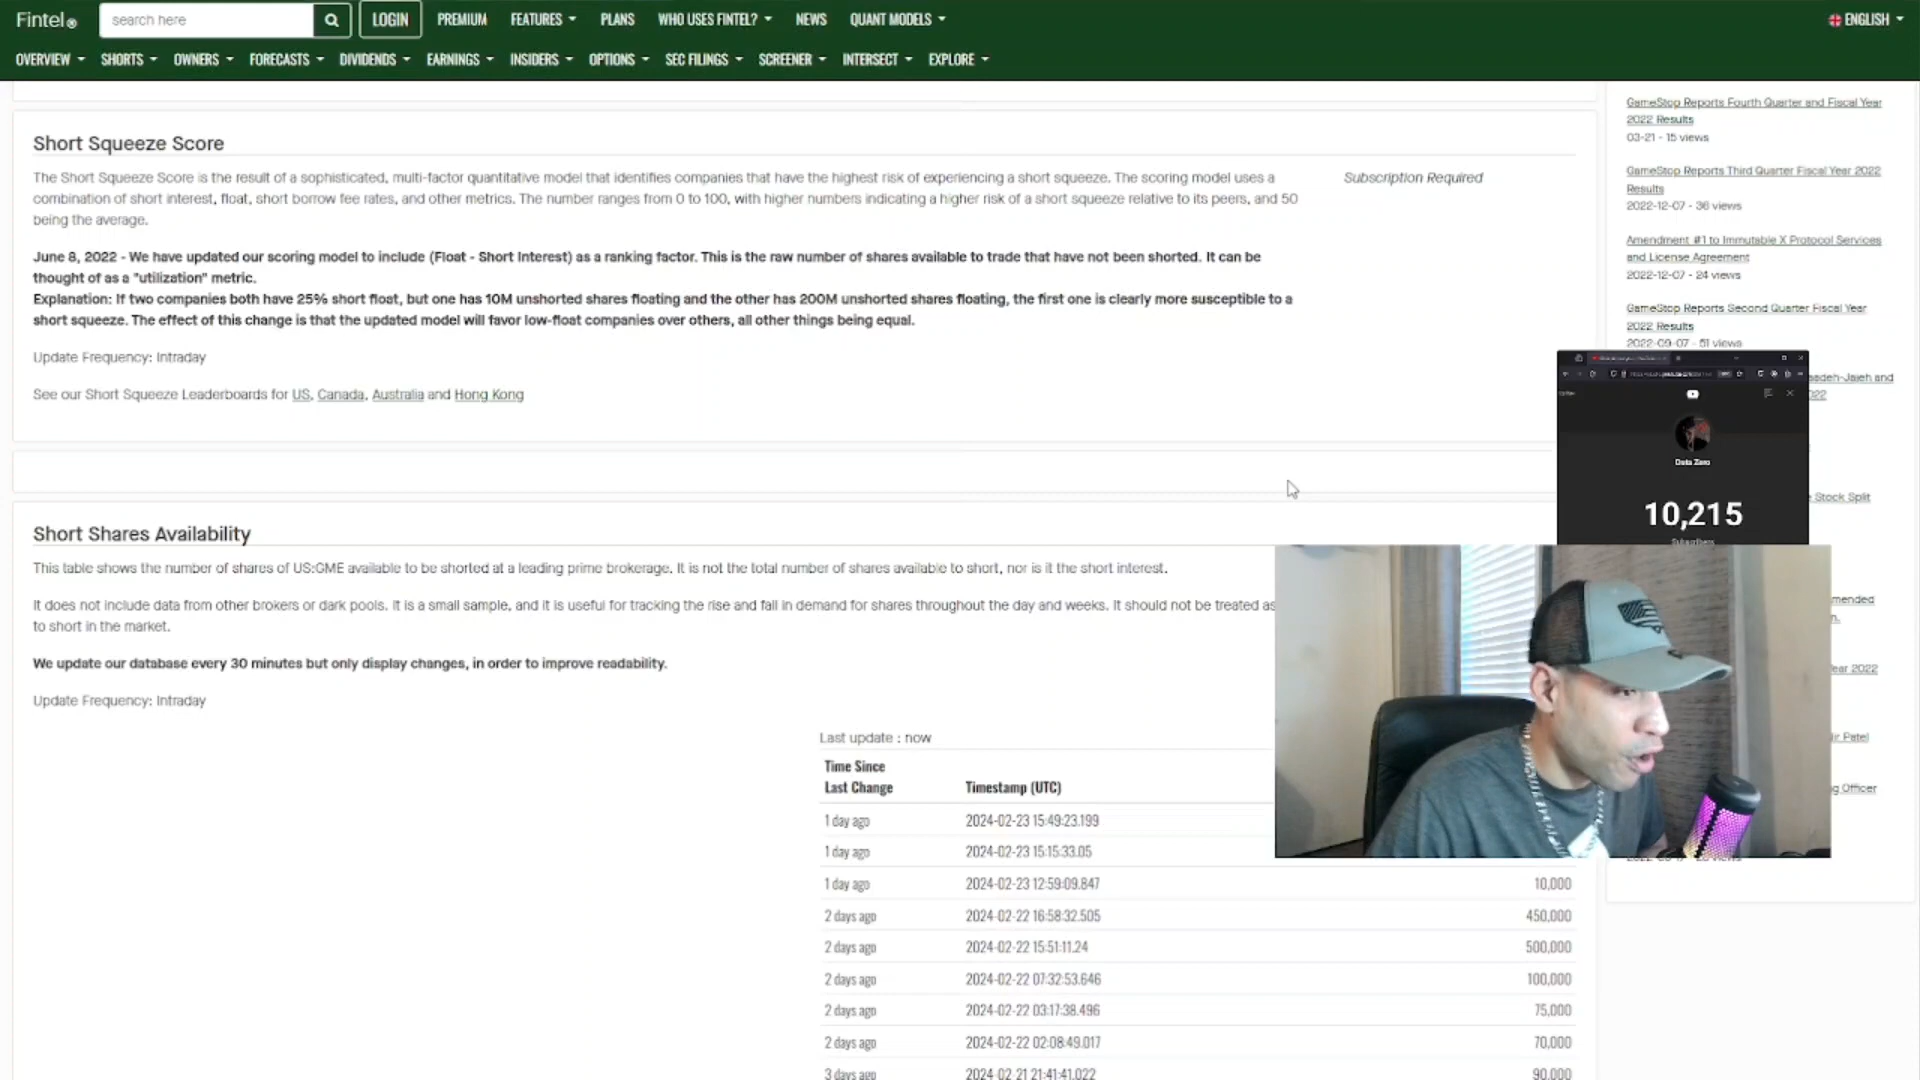 Fintel
search here
LOGIN
PREMIUM
FEATURES
PLANS
WHO USES FINTEL?
NEWS
QUANT MODELS
ENGLISH
OVERVIEW
SHORTS
OWNERS
FORECASTS
DIVIDENDS
EARNINGS
INSIDERS
OPTIONS
SEC FILINGS
SCREENER
INTERSECT
EXPLORE
Short Squeeze Score
The Short Squeeze Score is the result of a sophisticated, multi-factor quantitative model that identifies companies that have the highest risk of experiencing a short squeeze. The scoring model uses a
combination of short interest, float, short borrow fee rates, and other metrics. The number ranges from 0 to 100, with higher numbers indicating a higher risk of a short squeeze relative to its peers, and 50
being the average.
Subscription Required
June 8, 2022 - We have updated our scoring model to include (Float - Short Interest) as a ranking factor. This is the raw number of shares available to trade that have not been shorted. It can be
thought of as a "utilization" metric.
Explanation: If two companies both have 25% short float, but one has 10M unshorted shares floating and the other has 200M unshorted shares floating, the first one is clearly more susceptible to a
short squeeze. The effect of this change is that the updated model will favor low-float companies over others, all other things being equal.
Update Frequency: Intraday
See our Short Squeeze Leaderboards for US, Canada, Australia and Hong Kong
Short Shares Availability
This table shows the number of shares of US:GME available to be shorted at a leading prime brokerage. It is not the total number of shares available to short, nor is it the short interest.
It does not include data from other brokers or dark pools. It is a small sample, and it is useful for tracking the rise and fall in demand for shares throughout the day and weeks. It should not be treated as
to short in the market.
We update our database every 30 minutes but only display changes, in order to improve readability.
Update Frequency: Intraday
Last update : now
Time Since
Last Change
Timestamp (UTC)
1 day ago 2024-02-23 15:49:23.199
1 day ago 2024-02-23 15:15:33.05
1 day ago 2024-02-23 12:59:09.847 10,000
2 days ago 2024-02-22 16:58:32.505 450,000
2 days ago 2024-02-22 15:51:11.24 500,000
2 days ago 2024-02-22 07:32:53.646 100,000
2 days ago 2024-02-22 03:17:38.496 75,000
2 days ago 2024-02-22 02:08:49.017 70,000
3 days ago 2024-02-21 21:41:41.022 90,000
GameStop Reports Fourth Quarter and Fiscal Year
2022 Results
03-21 - 15 views
GameStop Reports Third Quarter Fiscal Year 2022
Results
2022-12-07 - 36 views
Amendment #1 to Immutable X Protocol Services
and License Agreement
2022-12-07 - 24 views
GameStop Reports Second Quarter Fiscal Year
2022 Results
2022-09-07 - 51 views
Data Zero
10,215
Subscribers
Jaieh and
Stock Split
Year 2022
Patel
Officer